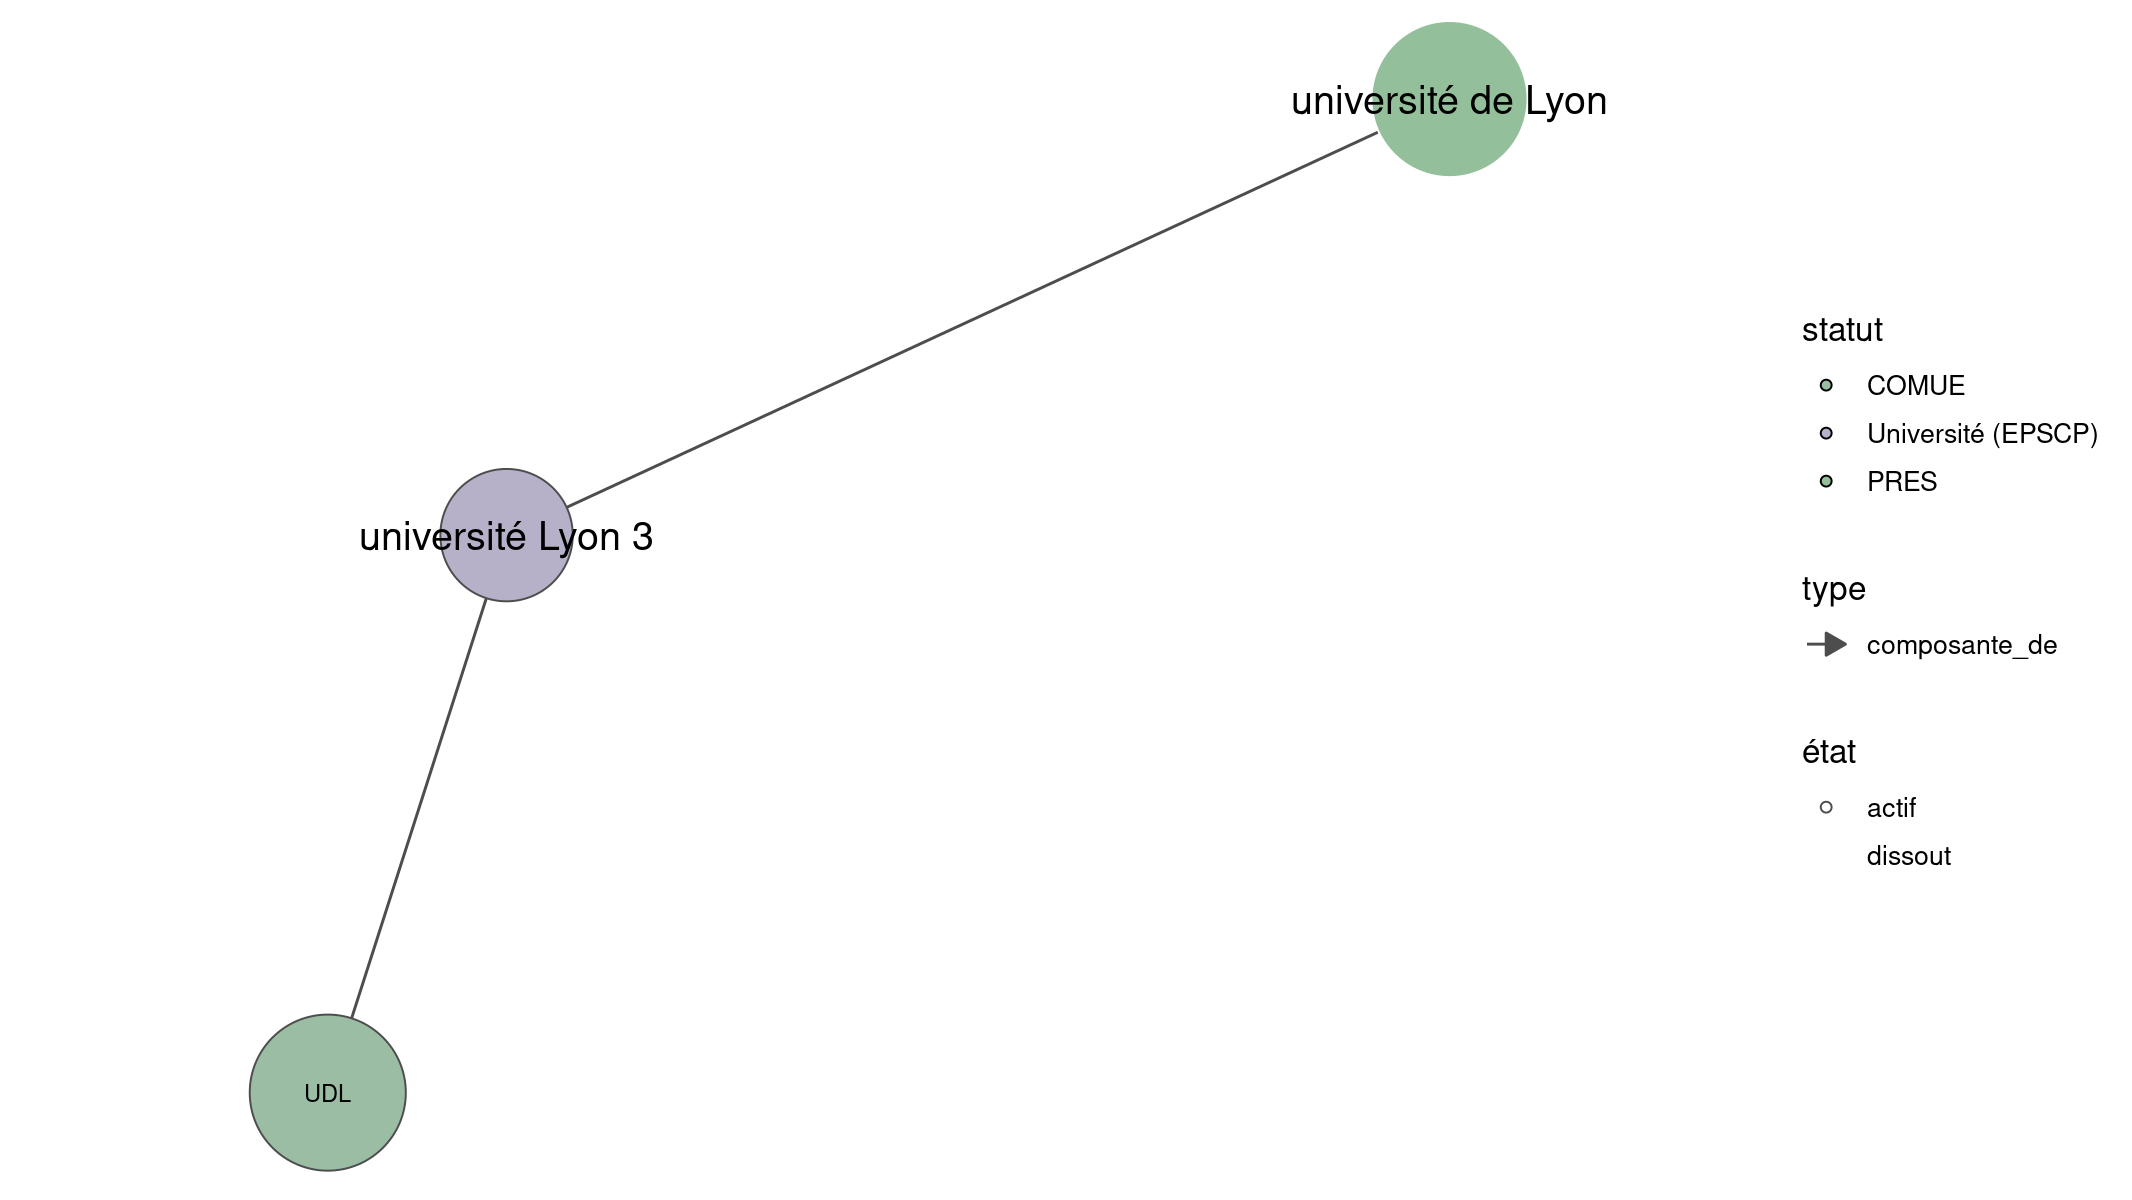 université de Lyon
université Lyon 3
UDL
statut
COMUE
Université (EPSCP)
PRES
type
composante_de
état
actif
dissout